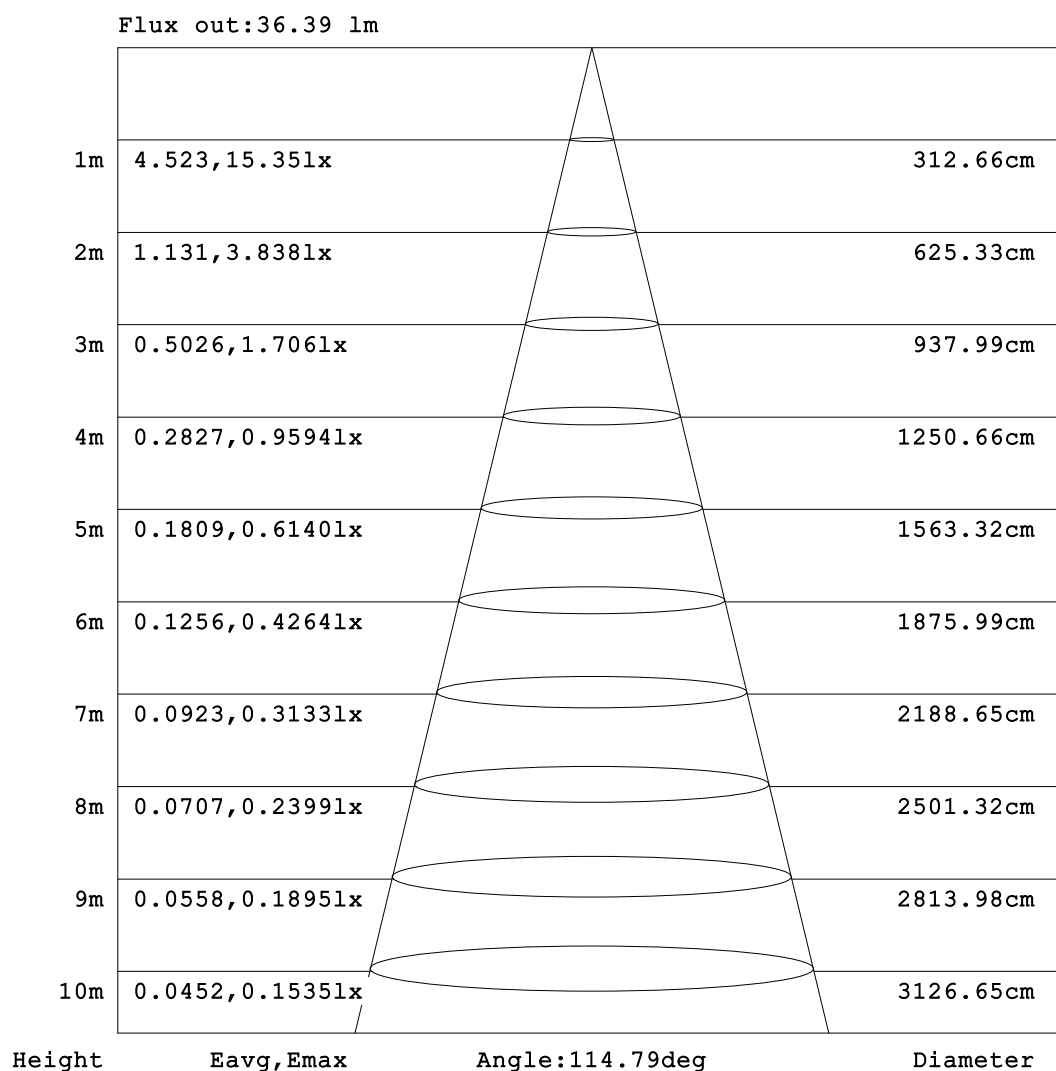 Flux out:36.39 lm
1m 4.523,15.35lx 312.66cm
2m 1.131,3.838lx 625.33cm
3m 0.5026,1.706lx 937.99cm
4m 0.2827,0.9594lx 1250.66cm
5m 0.1809,0.6140lx 1563.32cm
6m 0.1256,0.4264lx 1875.99cm
7m 0.0923,0.3133lx 2188.65cm
8m 0.0707,0.2399lx 2501.32cm
9m 0.0558,0.1895lx 2813.98cm
10m 0.0452,0.1535lx 3126.65cm
Height Eavg,Emax Angle:114.79deg Diameter